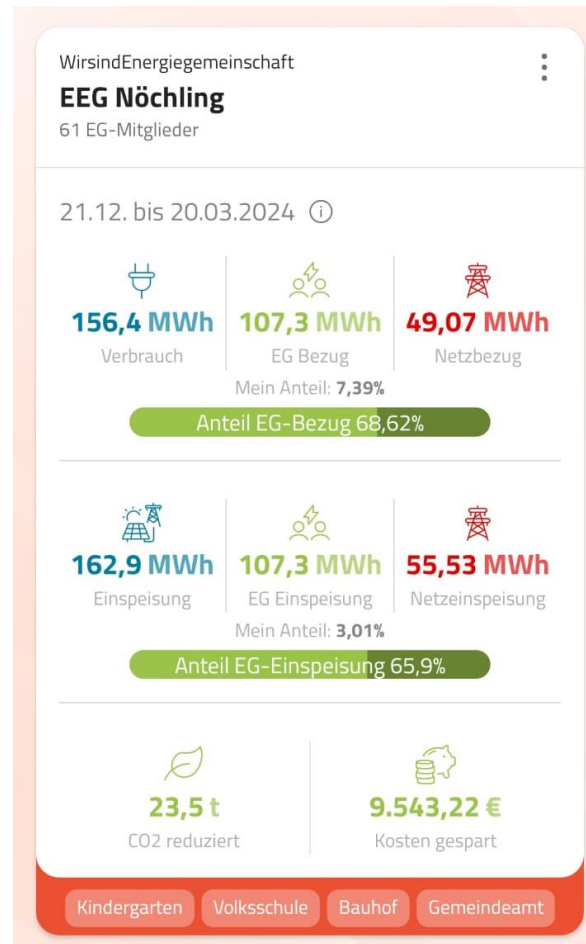 WirsindEnergiegemeinschaft
EEG Nöchling
61 EG-Mitglieder
21.12. bis 20.03.2024
156,4 MWh 107,3 MWh 49,07 MWh
Verbrauch EG Bezug Netzbezug
Mein Anteil: 7,39%
Anteil EG-Bezug 68,62%
162,9 MWh 107,3 MWh 55,53 MWh
Einspeisung EG Einspeisung Netzeinspeisung
Mein Anteil: 3,01%
Anteil EG-Einspeisung 65,9%
23,5 t 9.543,22 €
CO2 reduziert Kosten gespart
Kindergarten Volksschule Bauhof Gemeindeamt